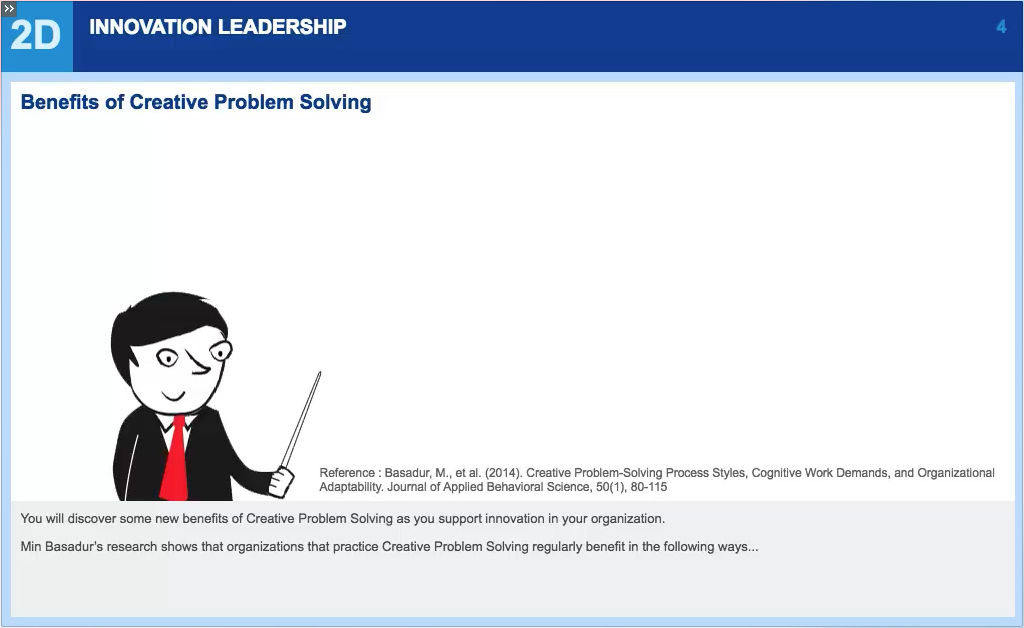 »
2D
INNOVATION LEADERSHIP
4
Benefits of Creative Problem Solving
Reference : Basadur, M., et al. (2014). Creative Problem-Solving Process Styles, Cognitive Work Demands, and Organizational
Adaptability. Journal of Applied Behavioral Science, 50(1), 80-115
You will discover some new benefits of Creative Problem Solving as you support innovation in your organization.
Min Basadur's research shows that organizations that practice Creative Problem Solving regularly benefit in the following ways...